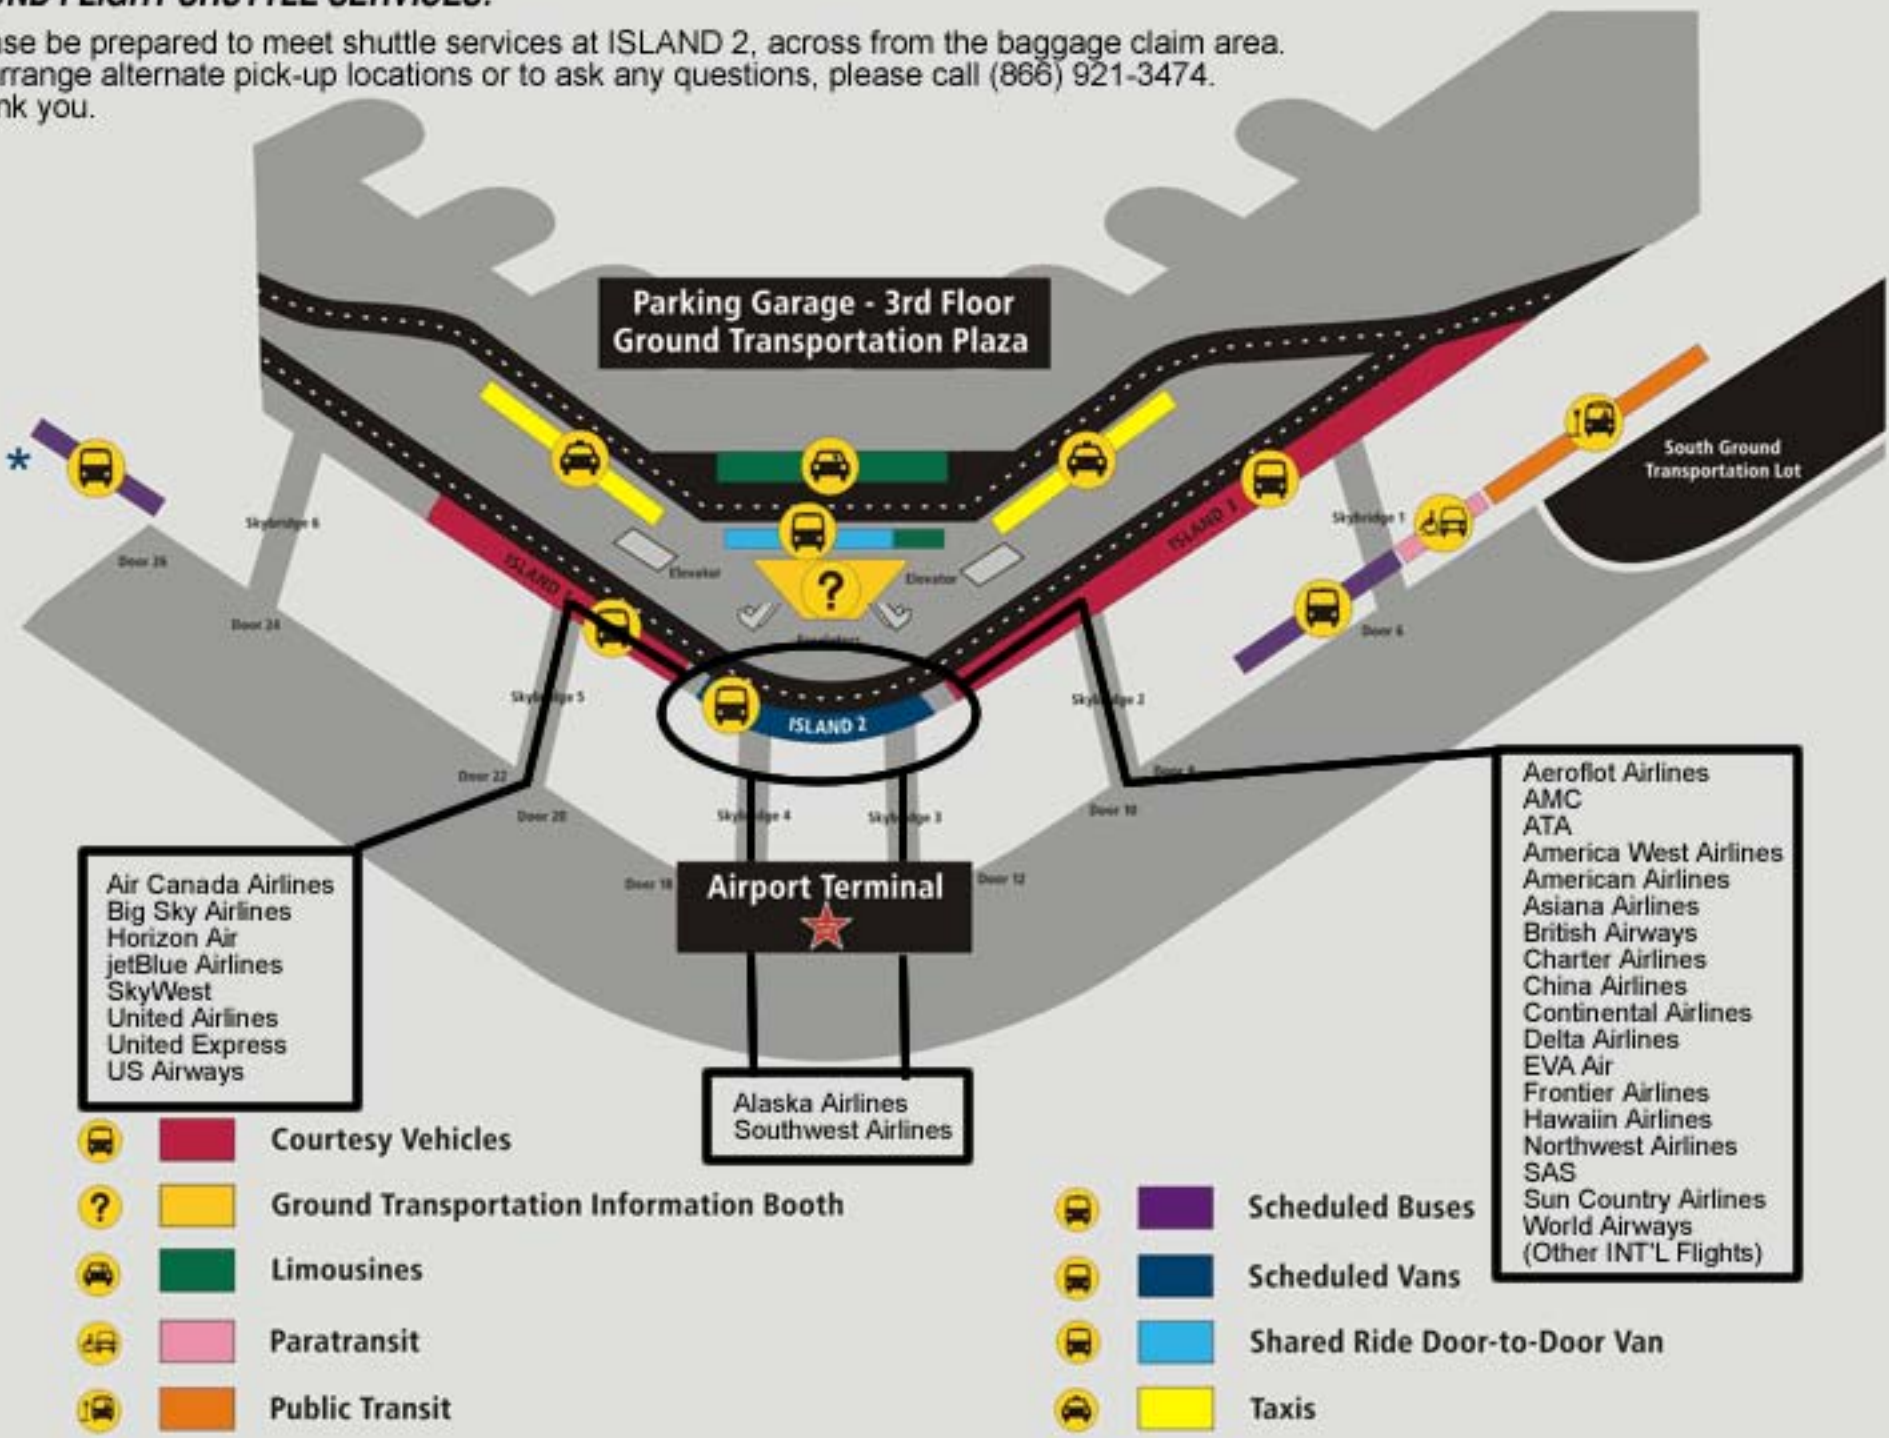 ase be prepared to meet shuttle services at ISLAND 2, across from the baggage claim area.
rrange alternate pick-up locations or to ask any questions, please call (866) 921-3474.
nk you.
Parking Garage - 3rd Floor
Ground Transportation Plaza
South Ground
Transportation Lot
*
Skybridge 6
Door 26
Door 24
ISLAND
Elevator
?
Elevator
ISLAND
Skybridge 1
Door 6
Skybridge 5
ISLAND 2
Skybridge 2
Door 22
Door 20
Skybridge 4
Skybridge 3
Door 10
Door 18
Airport Terminal
Door 12
Air Canada Airlines
Big Sky Airlines
Horizon Air
jetBlue Airlines
SkyWest
United Airlines
United Express
US Airways
Alaska Airlines
Southwest Airlines
Aeroflot Airlines
AMC
ATA
America West Airlines
American Airlines
Asiana Airlines
British Airways
Charter Airlines
China Airlines
Continental Airlines
Delta Airlines
EVA Air
Frontier Airlines
Hawaiin Airlines
Northwest Airlines
SAS
Sun Country Airlines
World Airways
(Other INT'L Flights)
Courtesy Vehicles
? Ground Transportation Information Booth
Limousines
Paratransit
Public Transit
Scheduled Buses
Scheduled Vans
Shared Ride Door-to-Door Van
Taxis